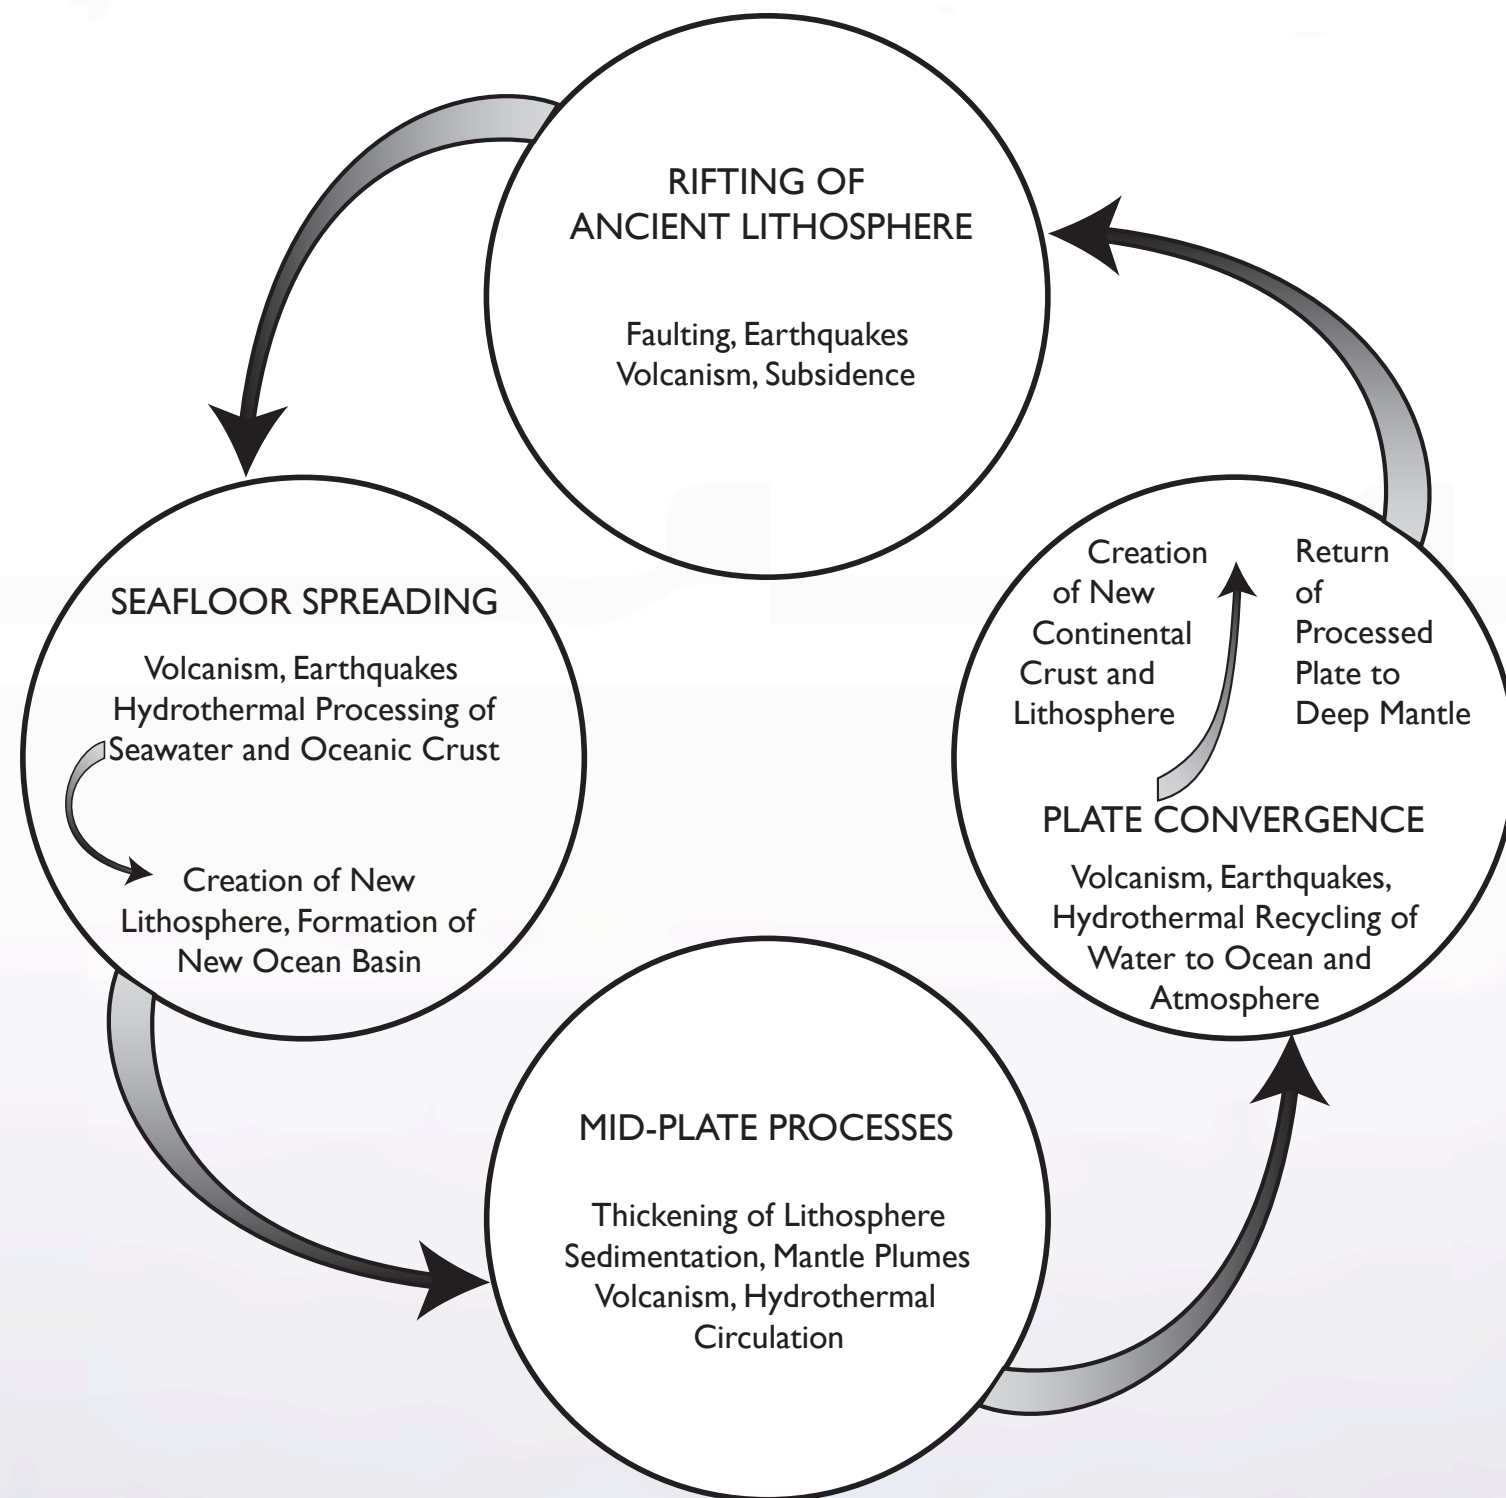 RIFTING OF
ANCIENT LITHOSPHERE
Faulting, Earthquakes
Volcanism, Subsidence
SEAFLOOR SPREADING
Volcanism, Earthquakes
Hydrothermal Processing of
Seawater and Oceanic Crust
Creation of New
Lithosphere, Formation of
New Ocean Basin
MID-PLATE PROCESSES
Thickening of Lithosphere
Sedimentation, Mantle Plumes
Volcanism, Hydrothermal
Circulation
Creation
of New
Continental
Crust and
Lithosphere
Return
of
Processed
Plate to
Deep Mantle
PLATE CONVERGENCE
Volcanism, Earthquakes,
Hydrothermal Recycling of
Water to Ocean and
Atmosphere